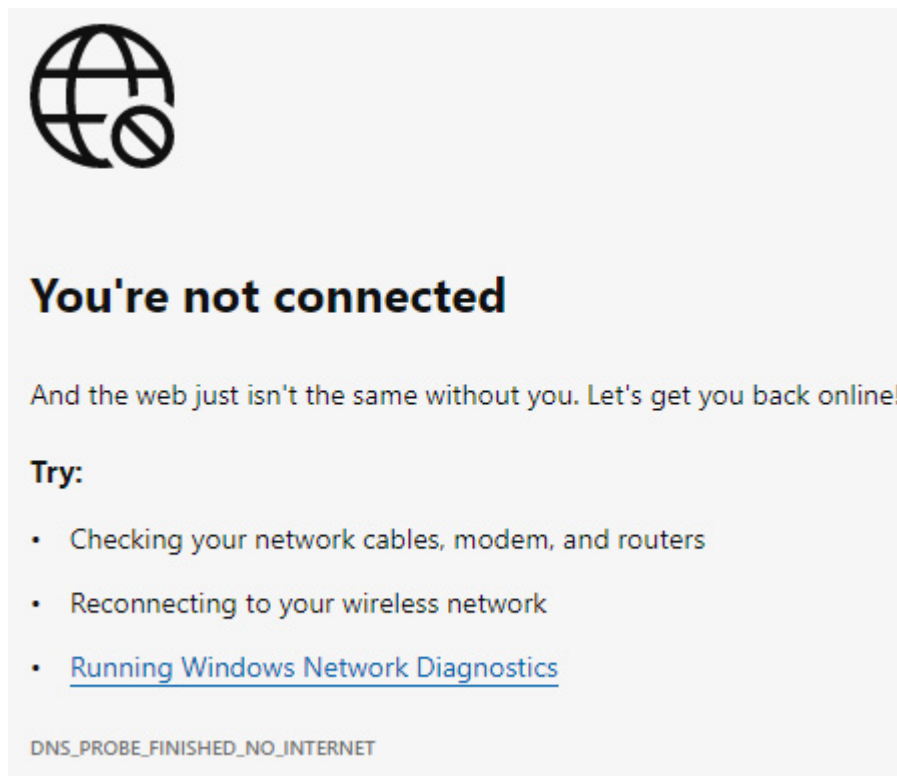 You're not connected
And the web just isn't the same without you. Let's get you back online!
Try:
• Checking your network cables, modem, and routers
• Reconnecting to your wireless network
• Running Windows Network Diagnostics
DNS_PROBE_FINISHED_NO_INTERNET